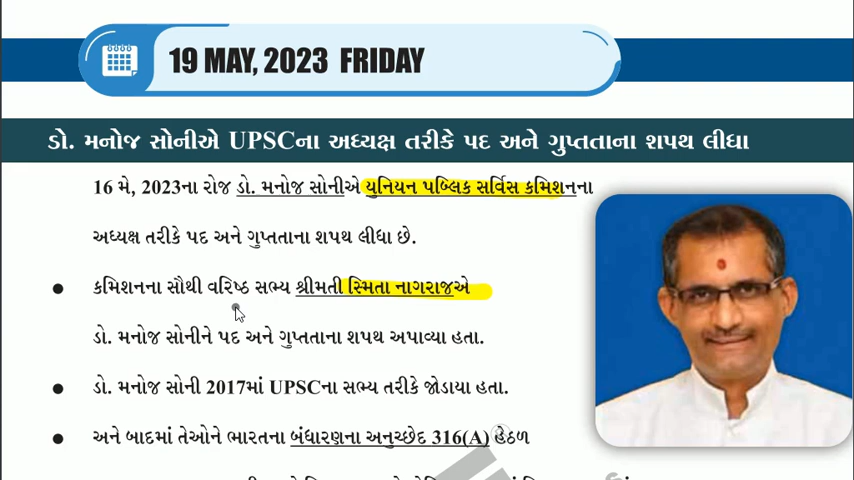 19 MAY, 2023 FRIDAY
ડો. મનોજ સોનીએ UPSCના અધ્યક્ષ તરીકે પદ અને ગુપ્તતાના શપથ લીધા
16 મે, 2023ના રોજ ડો. મનોજ સોનીએ યુનિયન પબ્લિક સર્વિસ કમિશનના
અધ્યક્ષ તરીકે પદ અને ગુપ્તતાના શપથ લીધા છે.
● કમિશનના સૌથી વરિષ્ઠ સભ્ય શ્રીમતી સ્મિતા નાગરાજએ
ડો. મનોજ સોનીને પદ અને ગુપ્તતાના શપથ અપાવ્યા હતા.
● ડો. મનોજ સોની 2017માં UPSCના સભ્ય તરીકે જોડાયા હતા.
● અને બાદમાં તેઓને ભારતના બંધારણના અનુચ્છેદ 316(A) હેઠળ